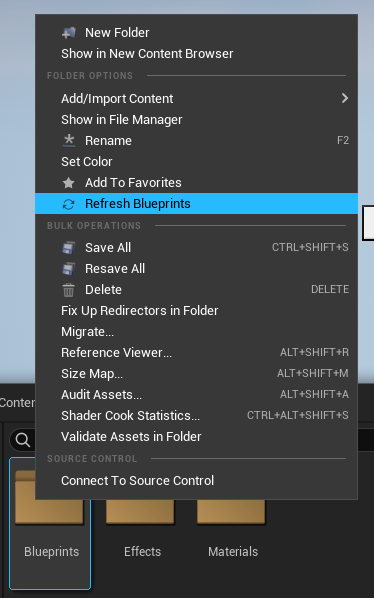 New Folder
Show in New Content Browser
FOLDER OPTIONS
Add/Import Content
Show in File Manager
Rename F2
Set Color
Add To Favorites
Refresh Blueprints
BULK OPERATIONS
Save All CTRL+SHIFT+S
Resave All
Delete DELETE
Fix Up Redirectors in Folder
Migrate...
Reference Viewer... ALT+SHIFT+R
Size Map... ALT+SHIFT+M
Audit Assets... ALT+SHIFT+A
Shader Cook Statistics... CTRL+ALT+SHIFT+S
Validate Assets in Folder
SOURCE CONTROL
Connect To Source Control
Blueprints Effects Materials